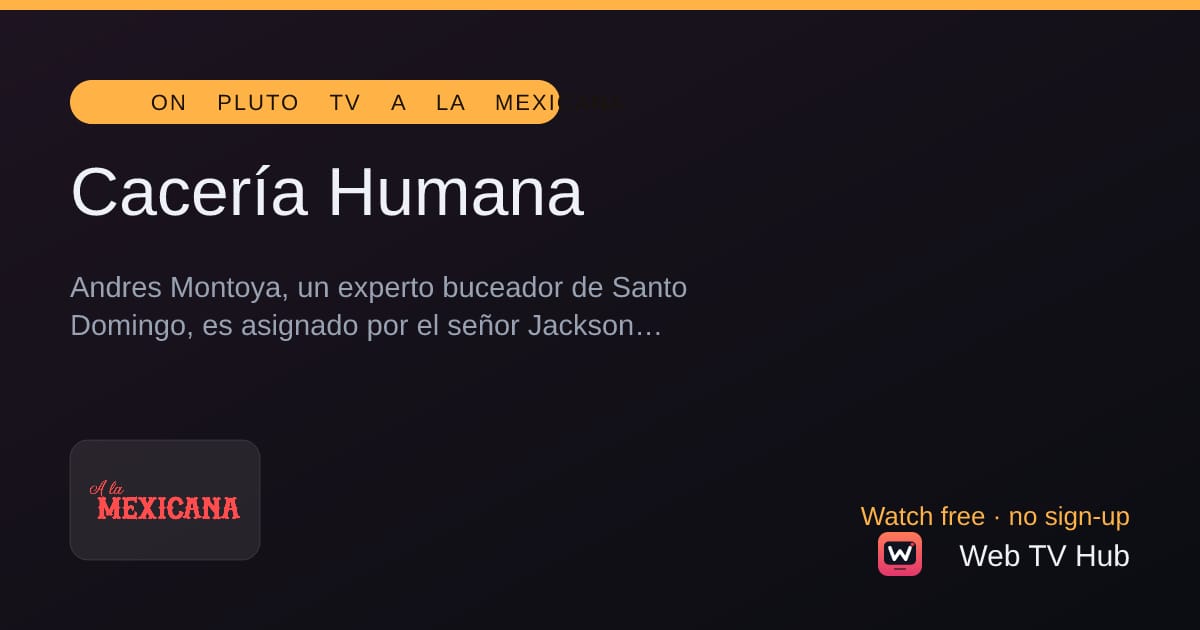 ON PLUTO TV A LA MEXICANA
Cacería Humana
Andres Montoya, un experto buceador de Santo
Domingo, es asignado por el señor Jackson…
A la
MEXICANA
Watch free · no sign-up
W
Web TV Hub